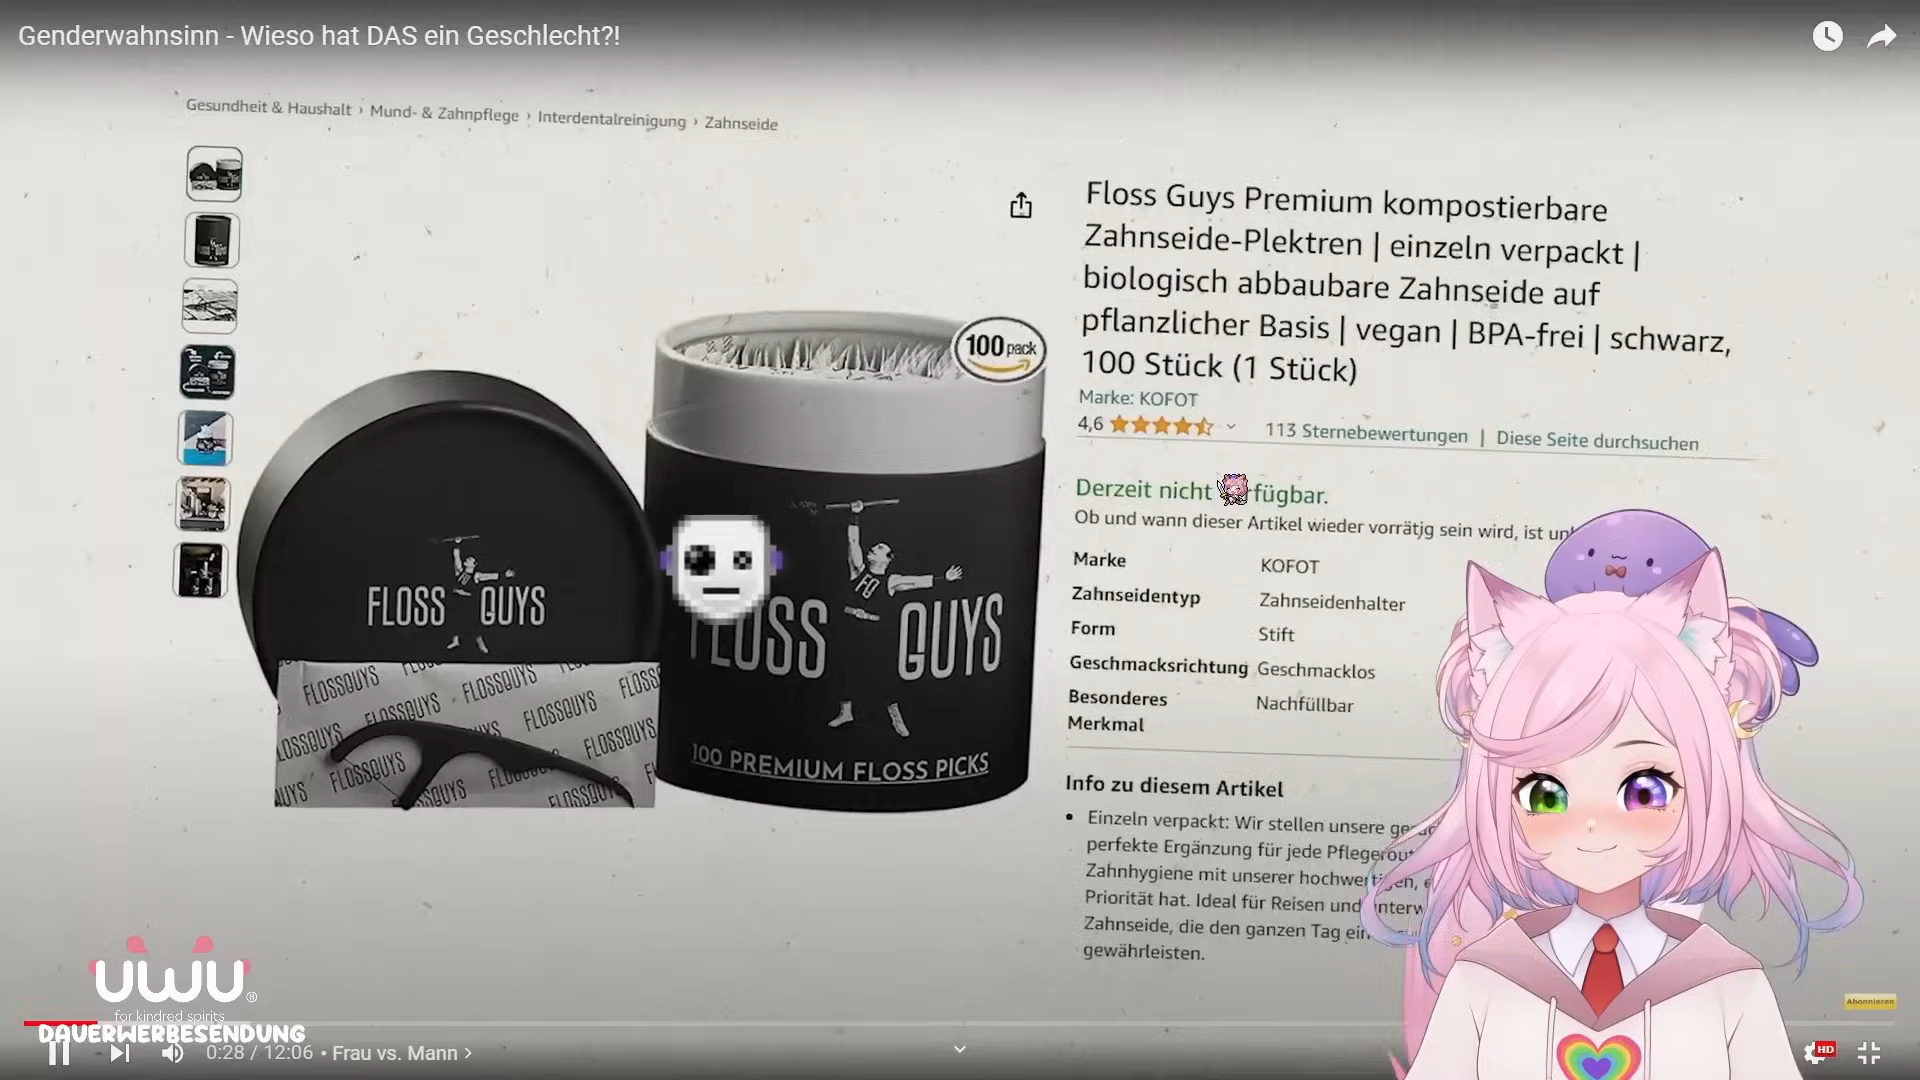 Genderwahnsinn - Wieso hat DAS ein Geschlecht?!
Gesundheit & Haushalt › Mund- & Zahnpflege › Interdentalreinigung › Zahnseide
Floss Guys Premium kompostierbare
Zahnseide-Plektren | einzeln verpackt |
biologisch abbaubare Zahnseide auf
pflanzlicher Basis | vegan | BPA-frei | schwarz,
100 Stück (1 Stück)
Marke: KOFOT
4,6
113 Sternebewertungen | Diese Seite durchsuchen
Derzeit nicht fügbar.
Ob und wann dieser Artikel wieder vorrätig sein wird, ist
Marke KOFOT
Zahnseidentyp Zahnseidenhalter
Form Stift
Geschmacksrichtung Geschmacklos
Besonderes Nachfüllbar
Merkmal
Info zu diesem Artikel
• Einzeln verpackt: Wir stellen unsere
perfekte Ergänzung für jede
Zahnhygiene mit unserer
Priorität hat. Ideal für Reisen und
Zahnseide, die den ganzen Tag
gewährleisten.
100 pack
FLOSS GUYS
FLOSS GUYS
100 PREMIUM FLOSS PICKS
FLOSSGUYS FLOSSGUYS
FLOSSGUYS FLOSSGUYS
FLOSSGUYS FLOSSGUYS
UWU®
for kindred spirits
DAUERWERBESENDUNG
0:28 / 12:06 • Frau vs. Mann ›
Abonnieren
HD